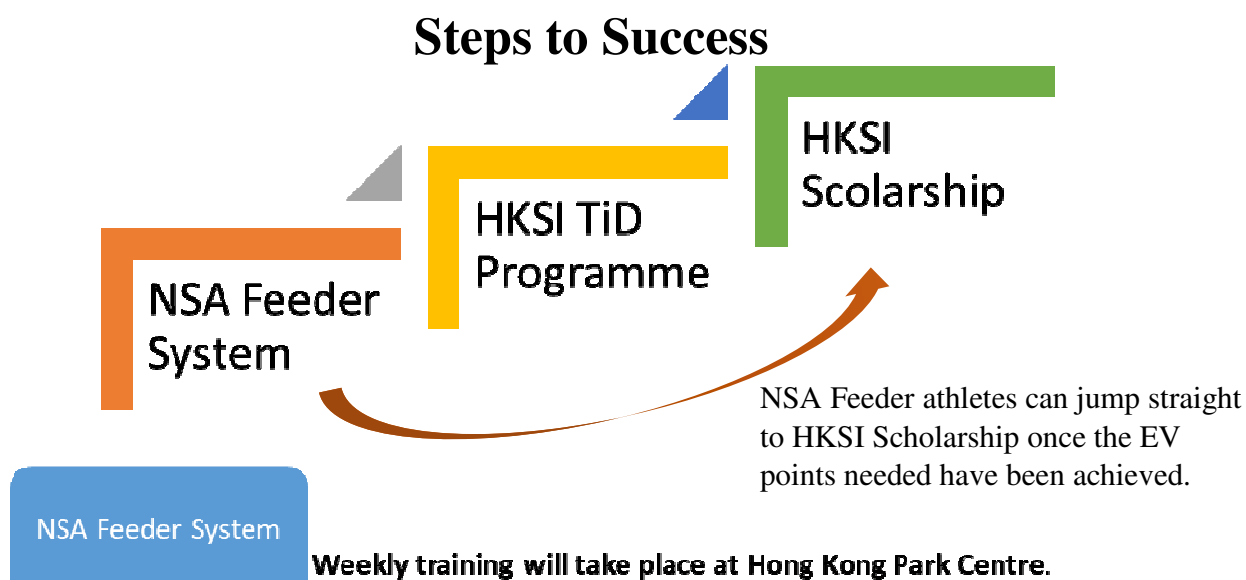 Steps to Success
HKSI
Scolarship
HKSI TiD
Programme
NSA Feeder
System
NSA Feeder athletes can jump straight
to HKSI Scholarship once the EV
points needed have been achieved.
NSA Feeder System
Weekly training will take place at Hong Kong Park Centre.